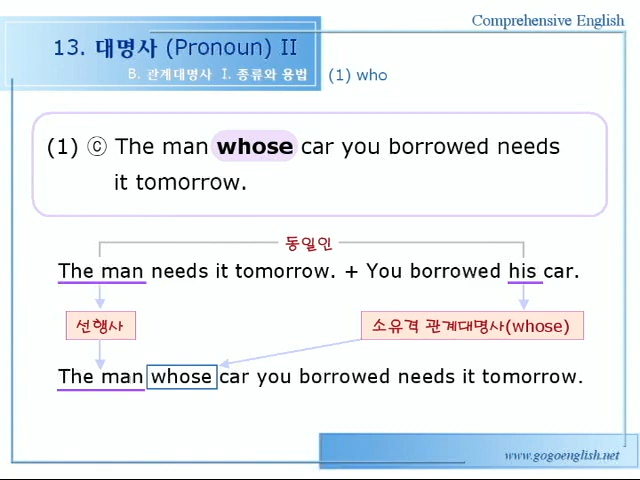 Comprehensive English
13. 대명사 (Pronoun) II
B. 관계대명사 I. 종류와 용법 (1) who
(1) ⓒ The man whose car you borrowed needs
it tomorrow.
동일인
The man needs it tomorrow. + You borrowed his car.
선행사 소유격 관계대명사(whose)
The man whose car you borrowed needs it tomorrow.
www.gogoenglish.net